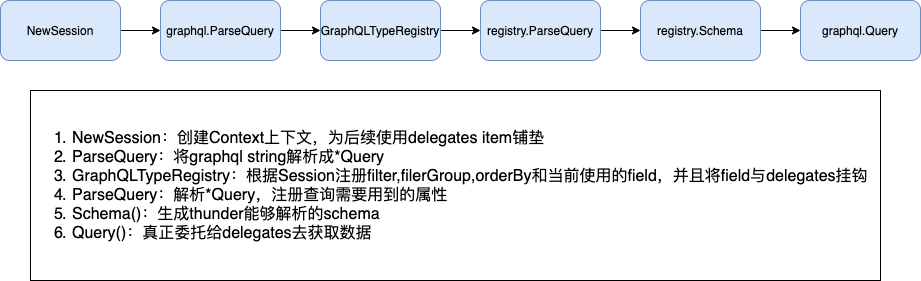 NewSession
graphql.ParseQuery
GraphQLTypeRegistry
registry.ParseQuery
registry.Schema
graphql.Query
1. NewSession：创建Context上下文，为后续使用delegates item铺垫
2. ParseQuery：将graphql string解析成*Query
3. GraphQLTypeRegistry：根据Session注册filter,filerGroup,orderBy和当前使用的field，并且将field与delegates挂钩
4. ParseQuery：解析*Query，注册查询需要用到的属性
5. Schema()：生成thunder能够解析的schema
6. Query()：真正委托给delegates去获取数据